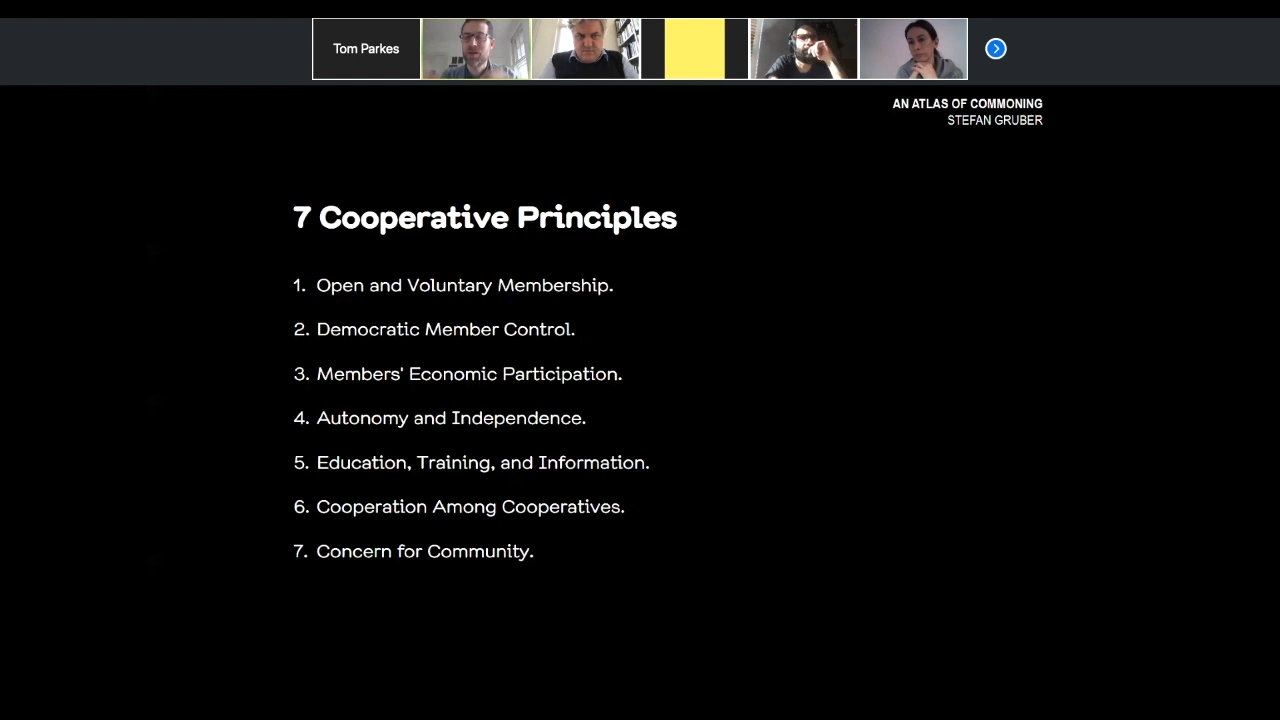 Tom Parkes
AN ATLAS OF COMMONING
STEFAN GRUBER
7 Cooperative Principles
1. Open and Voluntary Membership.
2. Democratic Member Control.
3. Members' Economic Participation.
4. Autonomy and Independence.
5. Education, Training, and Information.
6. Cooperation Among Cooperatives.
7. Concern for Community.